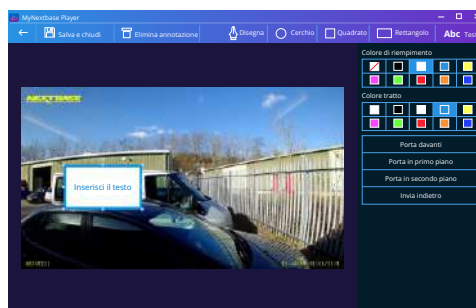 MyNextbase Player
Salva e chiudi
Elimina annotazione
Disegna
Cerchio
Quadrato
Rettangolo
Abc
Colore di riempimento
NEXTBASE
Colore tratto
Porta davanti
Porta in primo piano
Porta in secondo piano
Invia indietro
Inserisci il testo